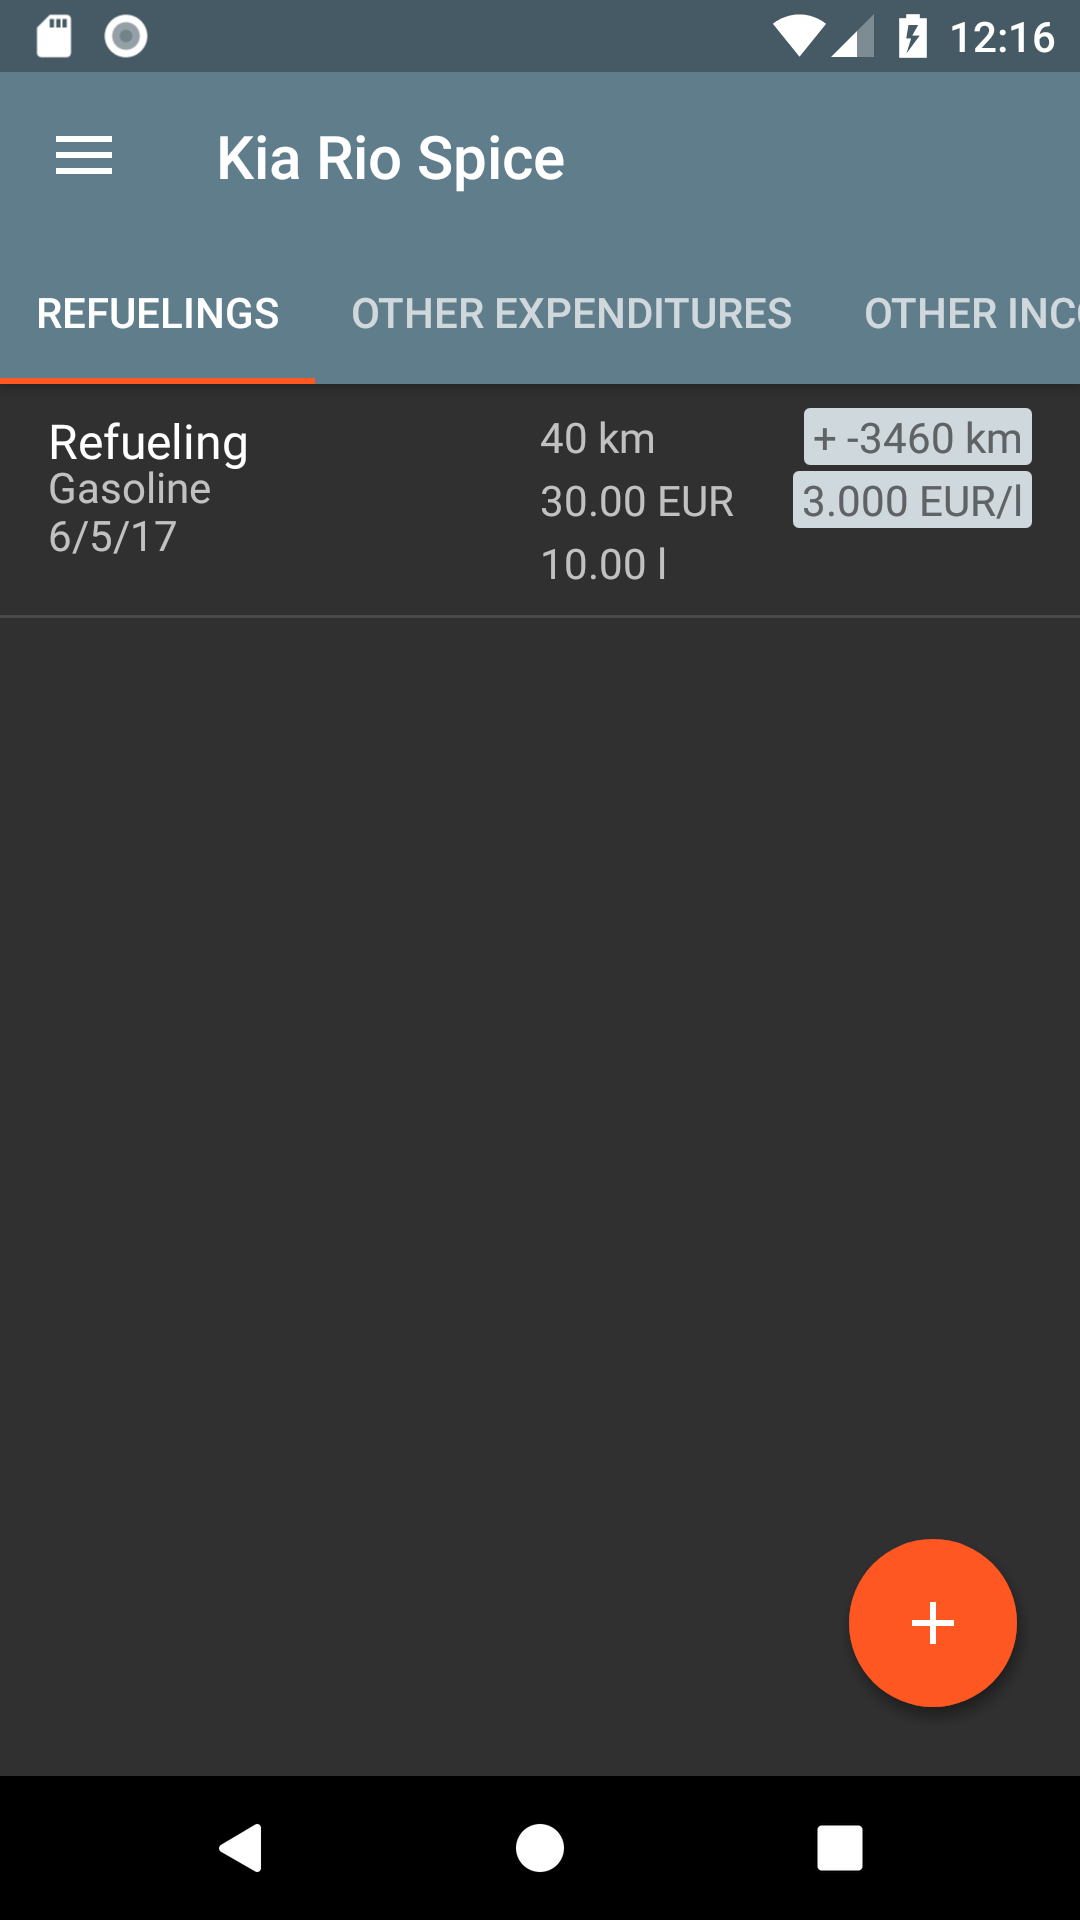 12:16
Kia Rio Spice
REFUELINGS OTHER EXPENDITURES OTHER INCO
Refueling 40 km + -3460 km
Gasoline 30.00 EUR 3.000 EUR/l
6/5/17 10.00 l